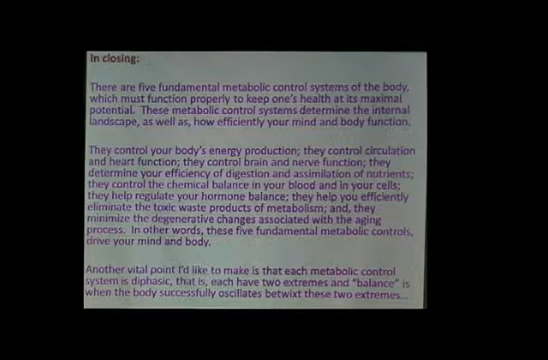 In closing:
There are five fundamental metabolic control systems of the body,
which must function properly to keep one's health at its maximal
potential. These metabolic control systems determine the internal
landscape, as well as, how efficiently your mind and body function.
They control your body's energy production; they control circulation
and heart function; they control brain and nerve function; they
determine your efficiency of digestion and assimilation of nutrients;
they control the chemical balance in your blood and in your cells;
they help regulate your hormone balance; they help you efficiently
eliminate the toxic waste products of metabolism; and, they
minimize the degenerative changes associated with the aging
process. In other words, these five fundamental metabolic controls,
drive your mind and body.
Another vital point I'd like to make is that each metabolic control
system is diphasic, that is, each have two extremes and "balance" is
when the body successfully oscillates betwixt these two extremes...